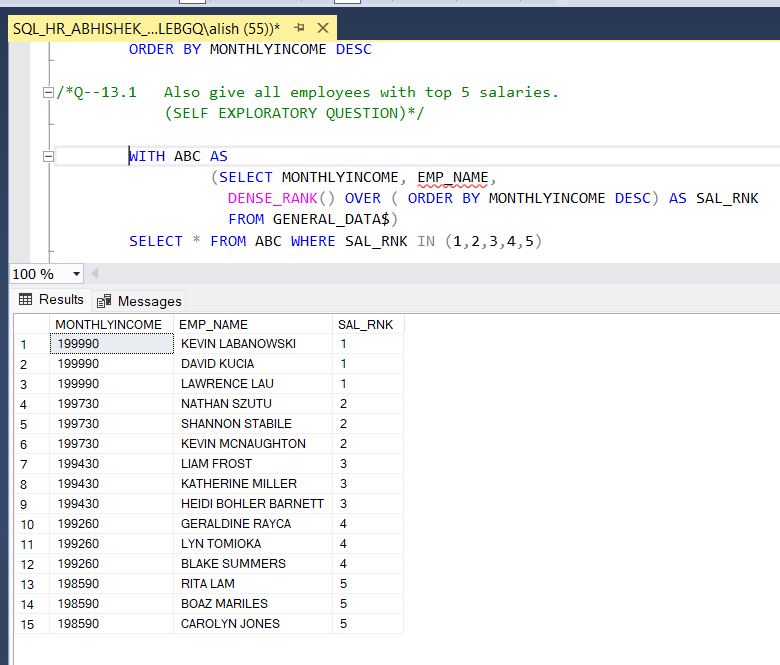 SQL_HR_ABHISHEK_...LEBGQ\alish (55))*
ORDER BY MONTHLYINCOME DESC
/*Q--13.1 Also give all employees with top 5 salaries.
(SELF EXPLORATORY QUESTION)*/
WITH ABC AS
(SELECT MONTHLYINCOME, EMP_NAME,
DENSE_RANK() OVER ( ORDER BY MONTHLYINCOME DESC) AS SAL_RNK
FROM GENERAL_DATA$)
SELECT * FROM ABC WHERE SAL_RNK IN (1,2,3,4,5)
100 %
Results Messages
MONTHLYINCOME EMP_NAME SAL_RNK
1 199990 KEVIN LABANOWSKI 1
2 199990 DAVID KUCIA 1
3 199990 LAWRENCE LAU 1
4 199730 NATHAN SZUTU 2
5 199730 SHANNON STABILE 2
6 199730 KEVIN MCNAUGHTON 2
7 199430 LIAM FROST 3
8 199430 KATHERINE MILLER 3
9 199430 HEIDI BOHLER BARNETT 3
10 199260 GERALDINE RAYCA 4
11 199260 LYN TOMIOKA 4
12 199260 BLAKE SUMMERS 4
13 198590 RITA LAM 5
14 198590 BOAZ MARILES 5
15 198590 CAROLYN JONES 5